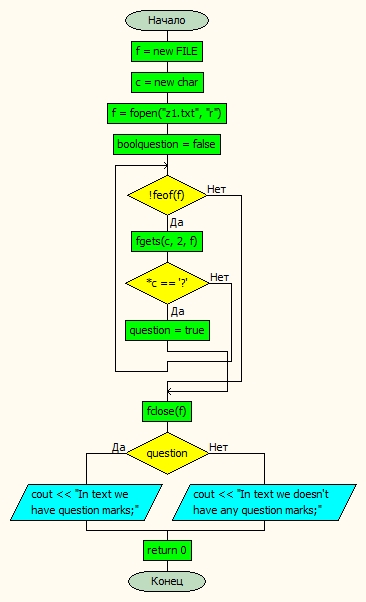 Начало
f = new FILE
c = new char
f = fopen("z1.txt", "r")
boolquestion = false
!feof(f)
Нет
Да
fgets(c, 2, f)
*c == '?'
Нет
Да
question = true
fclose(f)
Да
question
Нет
cout << "In text we
have question marks;"
cout << "In text we doesn't
have any question marks;"
return 0
Конец